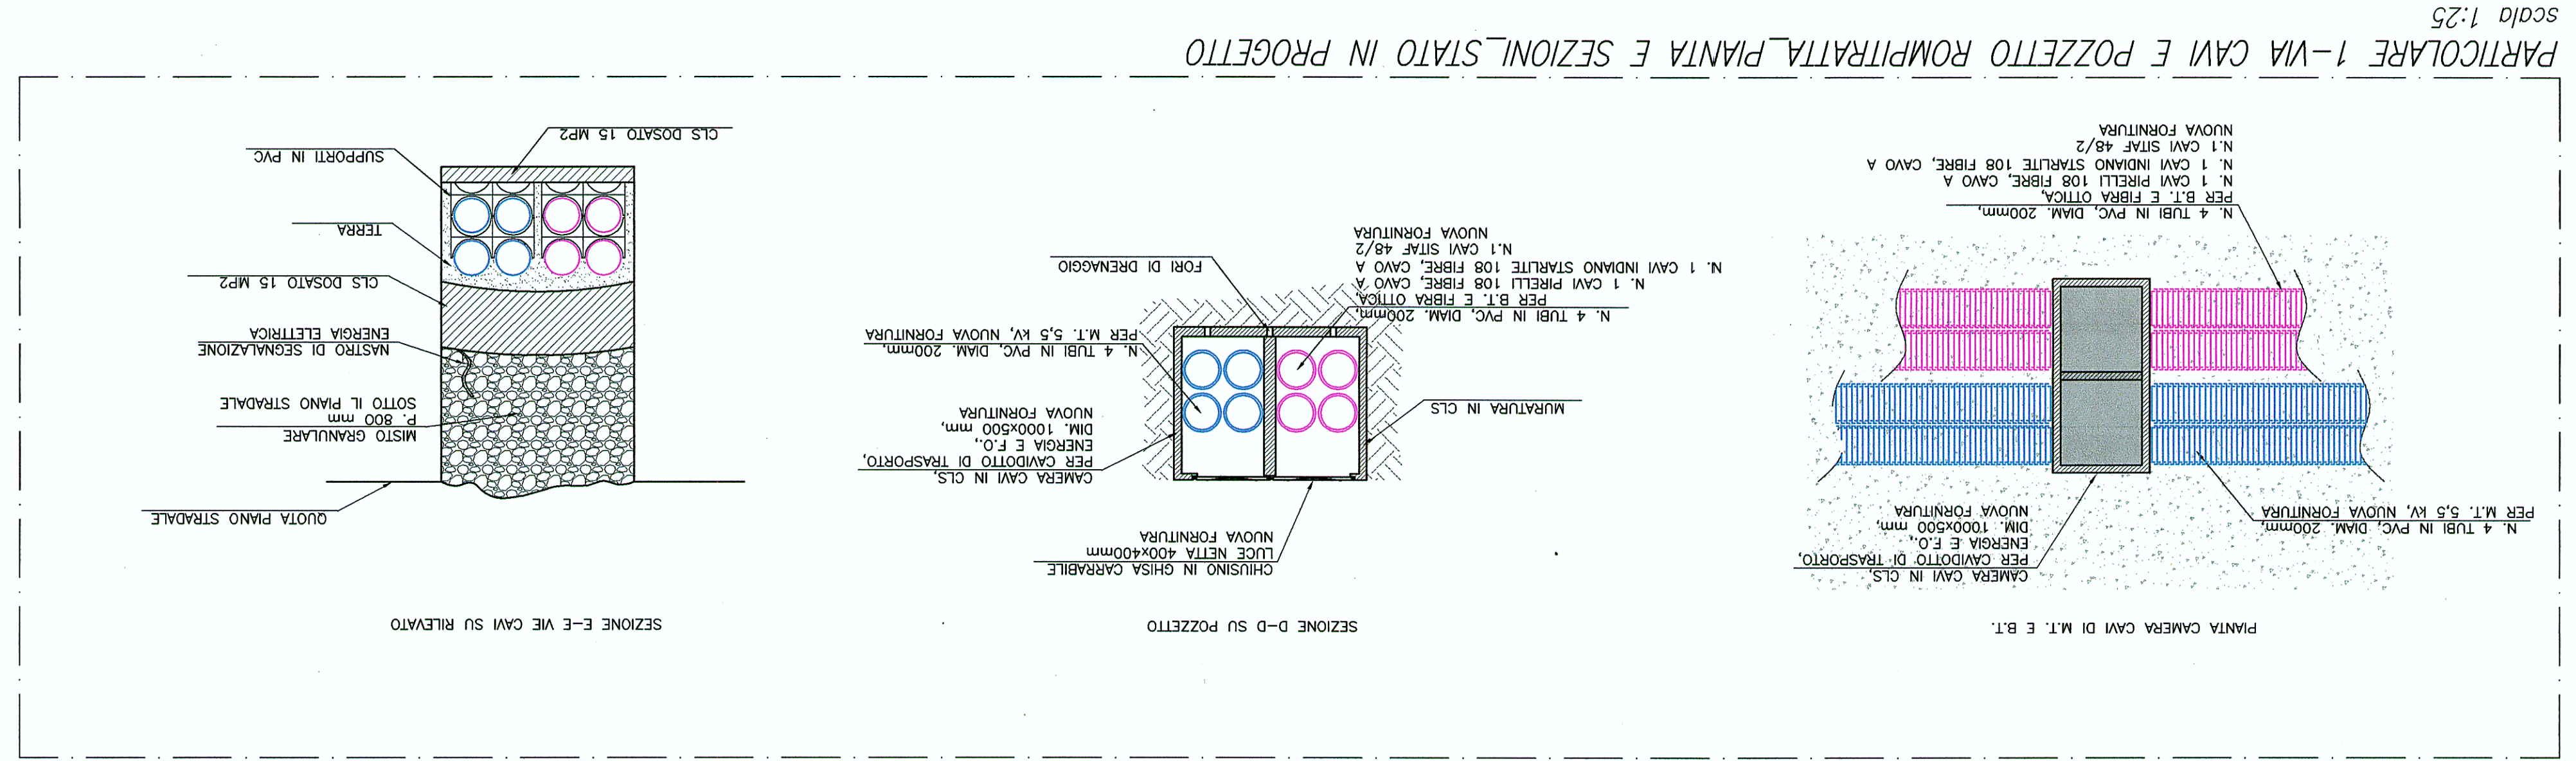 PARTICOLARE 1-VIA CAVI E POZZETTO ROMPITRATTA_PIANTA E SEZIONI_STATO IN PROGETTO
scala 1:25
PIANTA CAMERA CAVI DI M.T. E B.T.
CAMERA CAVI IN CLS,
PER CAVIDOTTO DI TRASPORTO,
ENERGIA E F.O.,
DIM. 1000x500 mm,
NUOVA FORNITURA
N. 4 TUBI IN PVC, DIAM. 200mm,
PER M.T. 5,5 kV, NUOVA FORNITURA
N. 4 TUBI IN PVC, DIAM. 200mm,
PER B.T. E FIBRA OTTICA,
N. 1 CAVI PIRELLI 108 FIBRE, CAVO A
N. 1 CAVI INDIANO STARLITE 108 FIBRE, CAVO A
N.1 CAVI SITAF 48/2
NUOVA FORNITURA
SEZIONE D-D SU POZZETTO
CHIUSINO IN GHISA CARRABILE
LUCE NETTA 400x400mm
NUOVA FORNITURA
CAMERA CAVI IN CLS,
PER CAVIDOTTO DI TRASPORTO,
ENERGIA E F.O.,
DIM. 1000x500 mm,
NUOVA FORNITURA
MURATURA IN CLS
N. 4 TUBI IN PVC, DIAM. 200mm,
PER M.T. 5,5 kV, NUOVA FORNITURA
N. 4 TUBI IN PVC, DIAM. 200mm,
PER B.T. E FIBRA OTTICA,
N. 1 CAVI PIRELLI 108 FIBRE, CAVO A
N. 1 CAVI INDIANO STARLITE 108 FIBRE, CAVO A
N.1 CAVI SITAF 48/2
NUOVA FORNITURA
FORI DI DRENAGGIO
SEZIONE E-E VIE CAVI SU RILEVATO
QUOTA PIANO STRADALE
MISTO GRANULARE
P. 800 mm
SOTTO IL PIANO STRADALE
NASTRO DI SEGNALAZIONE
ENERGIA ELETTRICA
CLS DOSATO 15 MP2
TERRA
SUPPORTI IN PVC
CLS DOSATO 15 MP2